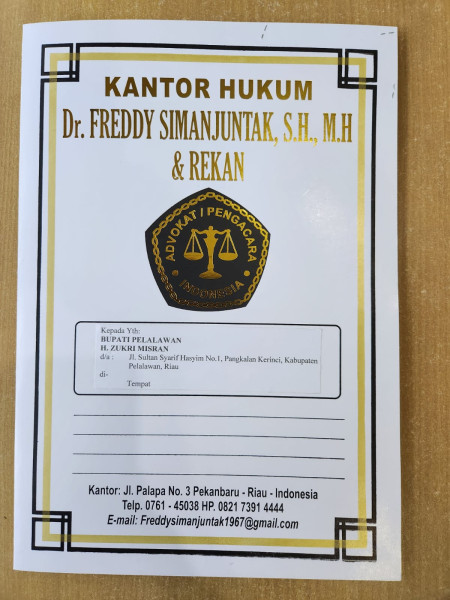 KANTOR HUKUM
Dr. FREDDY SIMANJUNTAK, S.H., M.H
& REKAN
ADVOKAT / PENGACARA
INDONESIA
Kepada Yth:
BUPATI PELALAWAN
H. ZUKRI MISRAN
d/a : Jl. Sultan Syarif Hasyim No.1, Pangkalan Kerinci, Kabupaten
Pelalawan, Riau
di-
Tempat
Kantor: Jl. Palapa No. 3 Pekanbaru - Riau - Indonesia
Telp. 0761 - 45038 HP. 0821 7391 4444
E-mail: Freddysimanjuntak1967@gmail.com